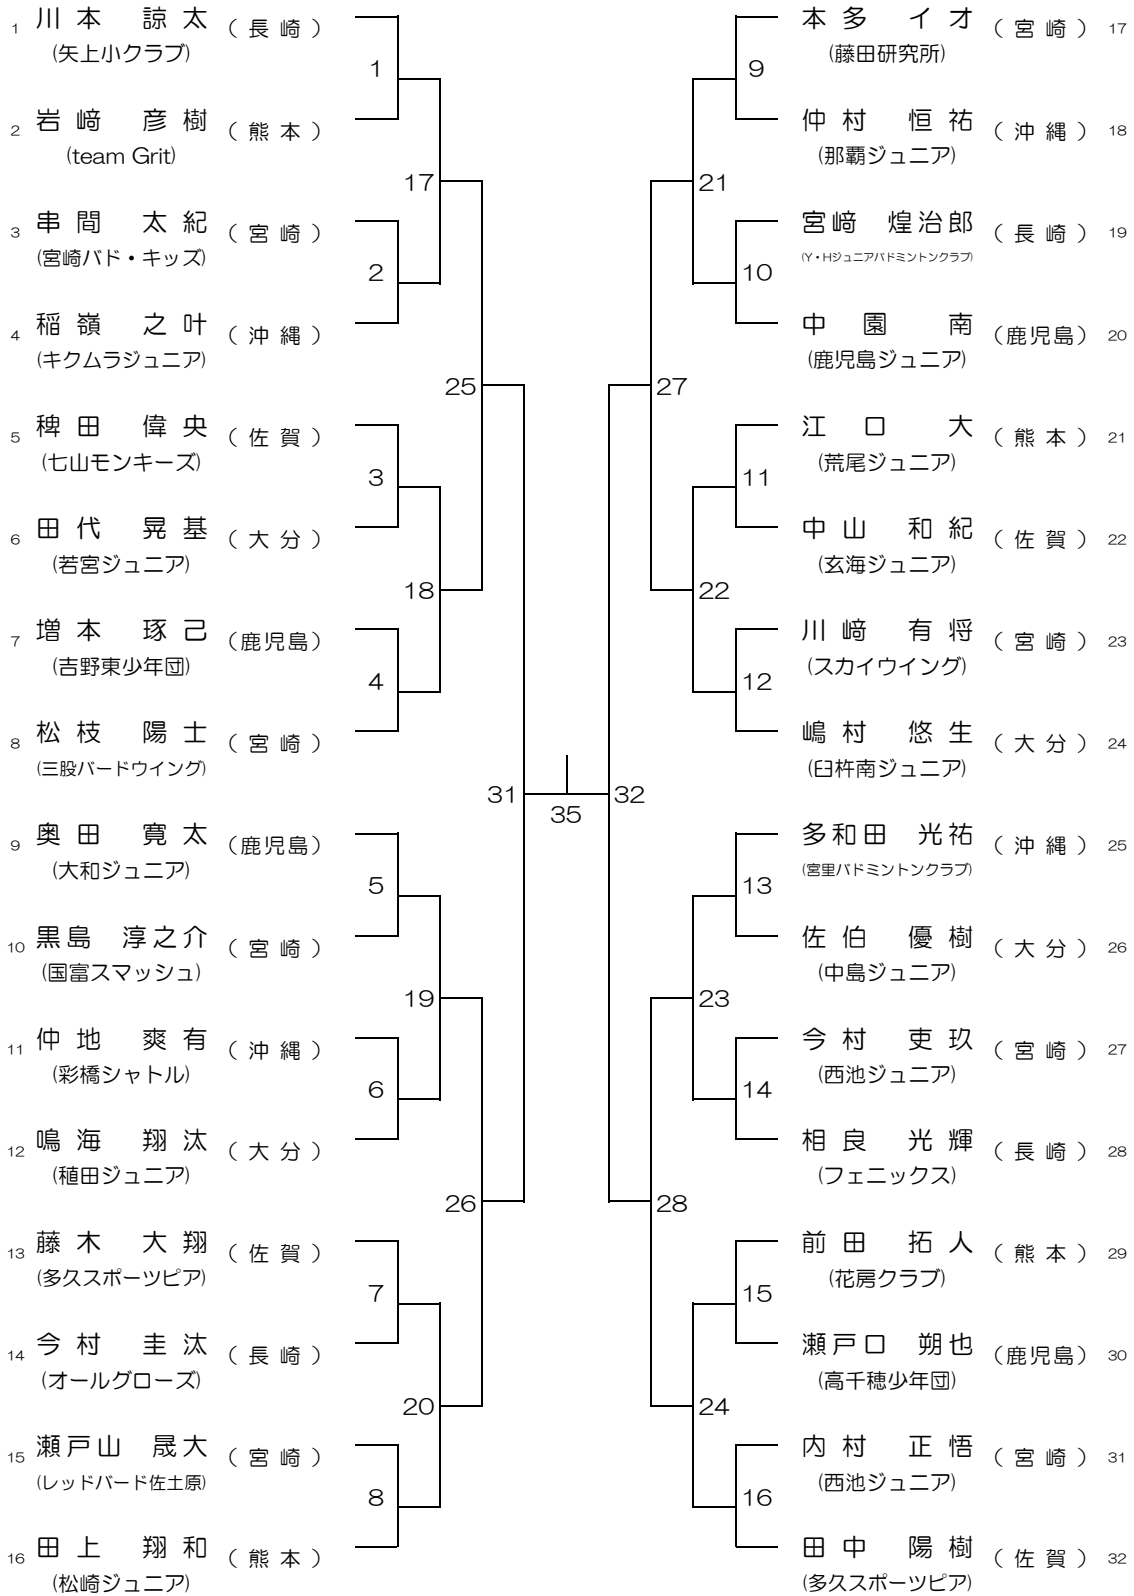 1 川本 諒太 (長崎)
(矢上小クラブ)
2 岩﨑 彦樹 (熊本)
(team Grit)
3 串間 太紀 (宮崎)
(宮崎バド・キッズ)
4 稲嶺 之叶 (沖縄)
(キクムラジュニア)
5 稗田 偉央 (佐賀)
(七山モンキーズ)
6 田代 晃基 (大分)
(若宮ジュニア)
7 増本 琢己 (鹿児島)
(吉野東少年団)
8 松枝 陽士 (宮崎)
(三股バードウイング)
9 奥田 寛太 (鹿児島)
(大和ジュニア)
10 黒島 淳之介 (宮崎)
(国富スマッシュ)
11 仲地 爽有 (沖縄)
(彩橋シャトル)
12 鳴海 翔汰 (大分)
(稙田ジュニア)
13 藤木 大翔 (佐賀)
(多久スポーツピア)
14 今村 圭汰 (長崎)
(オールグローズ)
15 瀬戸山 晟大 (宮崎)
(レッドバード佐土原)
16 田上 翔和 (熊本)
(松崎ジュニア)
1
2
3
4
5
6
7
8
17
18
19
20
25
26
31
35
32
27
28
21
22
23
24
9
10
11
12
13
14
15
16
本多 イオ (宮崎) 17
(藤田研究所)
仲村 恒祐 (沖縄) 18
(那覇ジュニア)
宮﨑 煌治郎 (長崎) 19
(Y・Hジュニアバドミントンクラブ)
中園 南 (鹿児島) 20
(鹿児島ジュニア)
江口 大 (熊本) 21
(荒尾ジュニア)
中山 和紀 (佐賀) 22
(玄海ジュニア)
川﨑 有将 (宮崎) 23
(スカイウイング)
嶋村 悠生 (大分) 24
(臼杵南ジュニア)
多和田 光祐 (沖縄) 25
(宮里バドミントンクラブ)
佐伯 優樹 (大分) 26
(中島ジュニア)
今村 吏玖 (宮崎) 27
(西池ジュニア)
相良 光輝 (長崎) 28
(フェニックス)
前田 拓人 (熊本) 29
(花房クラブ)
瀬戸口 朔也 (鹿児島) 30
(高千穂少年団)
内村 正悟 (宮崎) 31
(西池ジュニア)
田中 陽樹 (佐賀) 32
(多久スポーツピア)